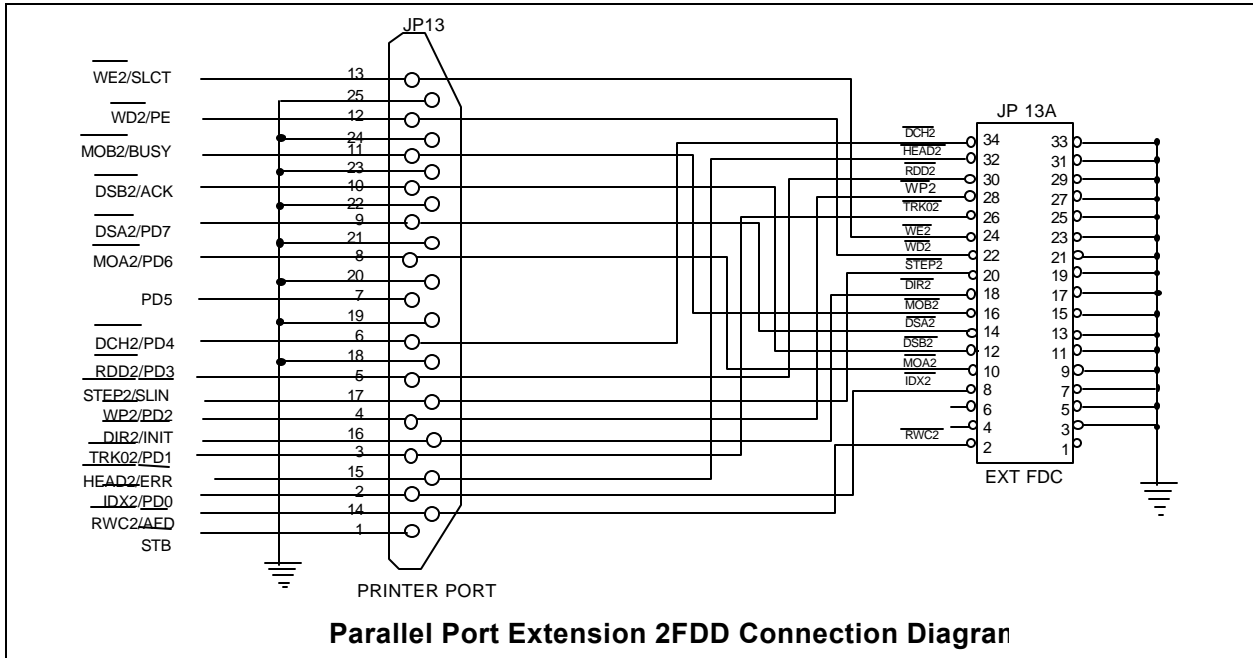 JP13
WE2/SLCT
WD2/PE
MOB2/BUSY
DSB2/ACK
DSA2/PD7
MOA2/PD6
PD5
DCH2/PD4
RDD2/PD3
STEP2/SLIN
WP2/PD2
DIR2/INIT
TRK02/PD1
HEAD2/ERR
IDX2/PD0
RWC2/AFD
STB
13
25
12
24
11
23
10
22
9
21
8
20
7
19
6
18
5
17
4
16
3
15
2
14
1
PRINTER PORT
JP 13A
DCH2
HEAD2
RDD2
WP2
TRK02
WE2
WD2
STEP2
DIR2
MOB2
DSA2
DSB2
MOA2
IDX2
RWC2
34 33
32 31
30 29
28 27
26 25
24 23
22 21
20 19
18 17
16 15
14 13
12 11
10 9
8 7
6 5
4 3
2 1
EXT FDC
Parallel Port Extension 2FDD Connection Diagran